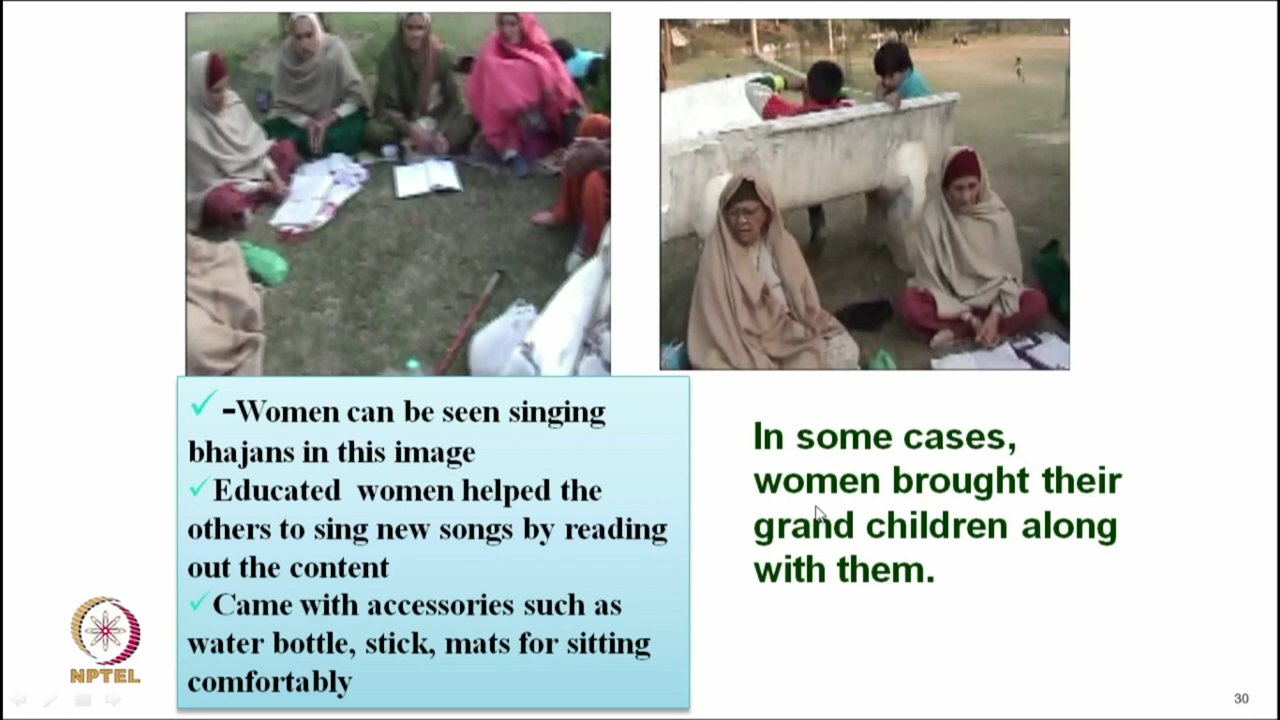 ✓-Women can be seen singing
bhajans in this image
✓Educated  women helped the
others to sing new songs by reading
out the content
✓Came with accessories such as
water bottle, stick, mats for sitting
comfortably
In some cases,
women brought their
grand children along
with them.
NPTEL
30